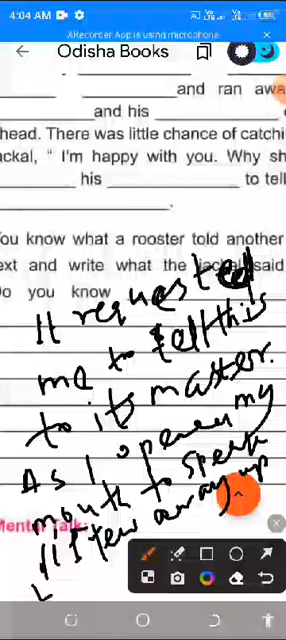 4:04 AM
XRecorder App is using microphone
Odisha Books
and ran awa
and his
head. There was little chance of catchi
ackal, " I'm happy with you. Why sh
his to tell
You know what a rooster told another
ext and write what the jackal said
Do you know
It requested
me to tell this
to its master.
As I opened my
mouth to speak
it flew away up
Mental Talk: